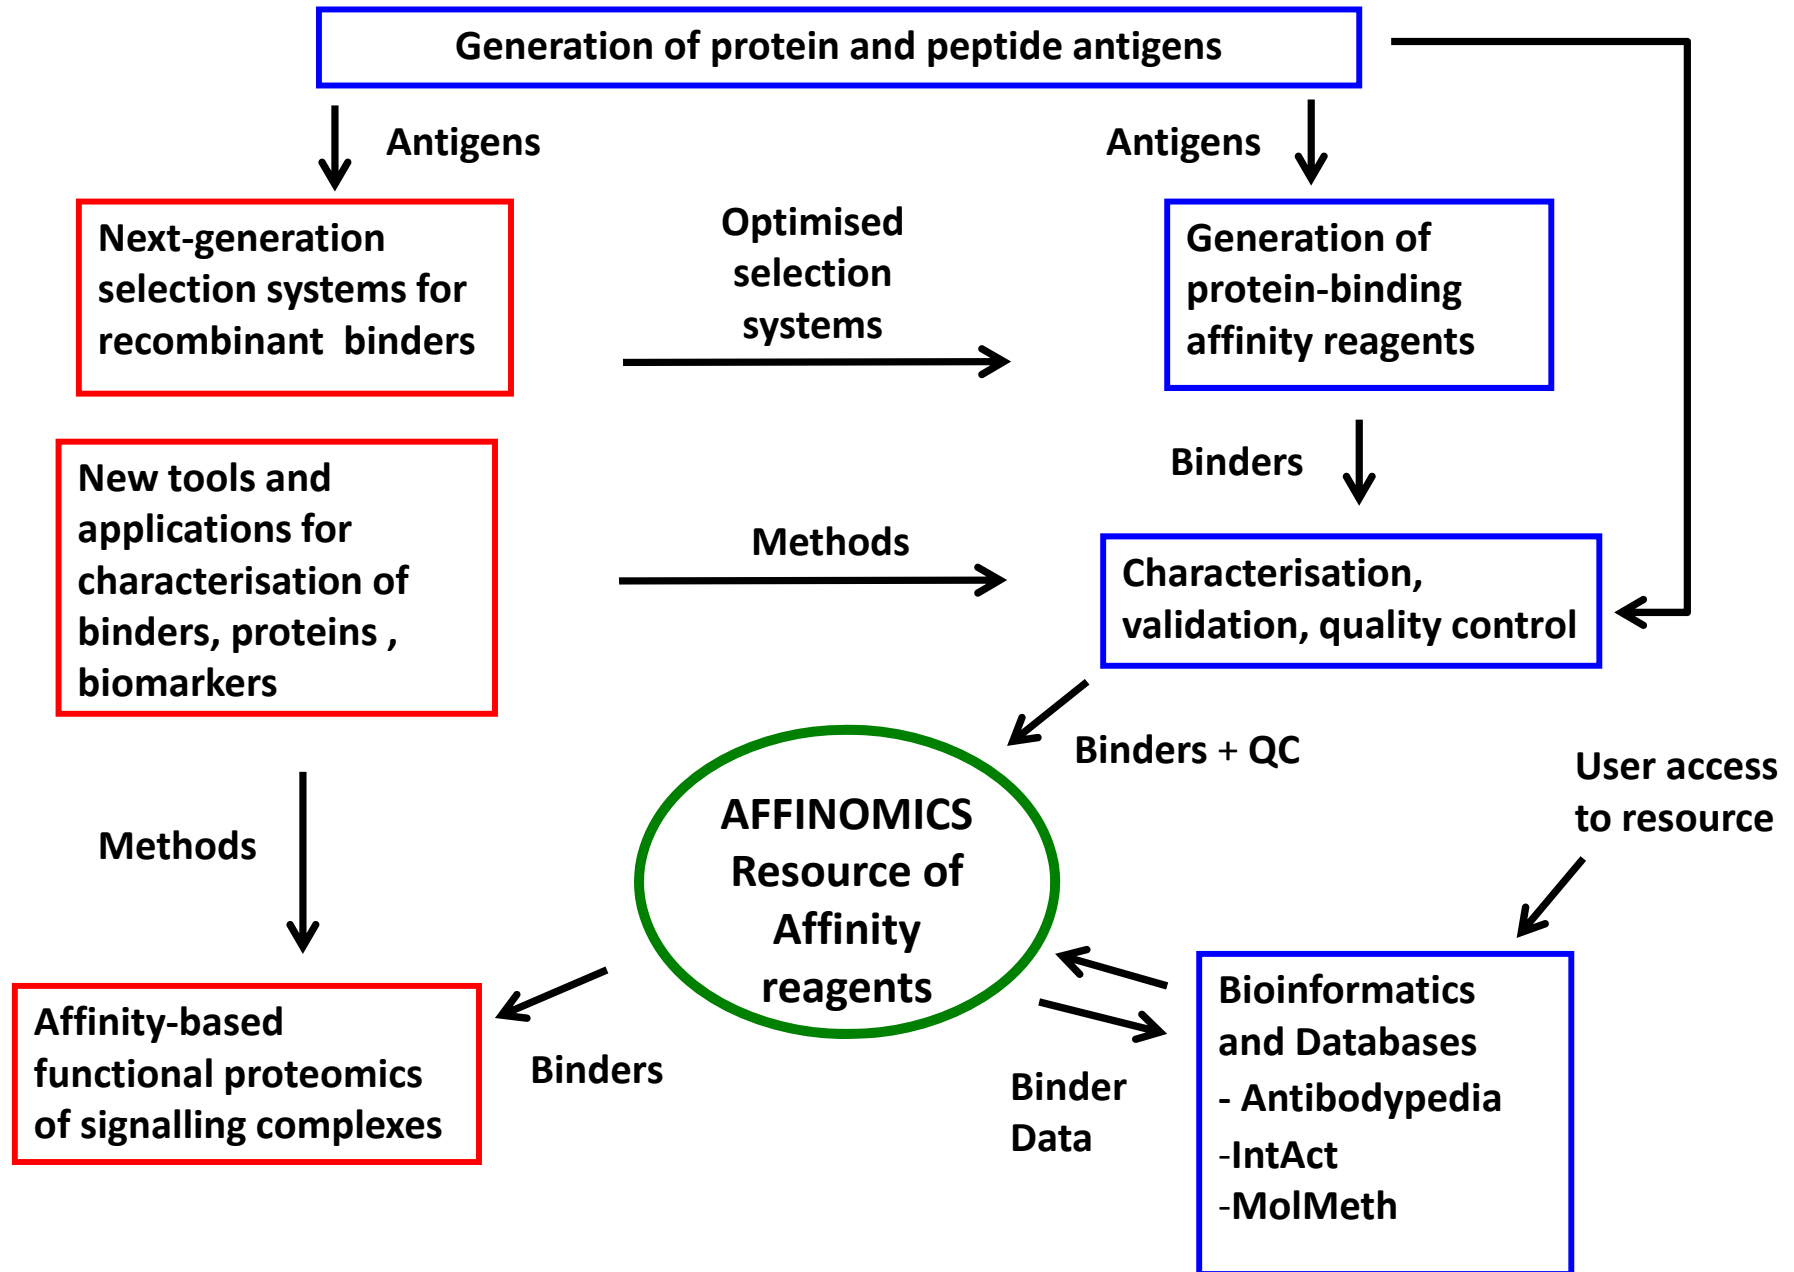 Generation of protein and peptide antigens
Antigens
Antigens
Next-generation
selection systems for
recombinant  binders
Optimised
selection
systems
Generation of
protein-binding
affinity reagents
Binders
New tools and
applications for
characterisation of
binders, proteins ,
biomarkers
Methods
Characterisation,
validation, quality control
Binders + QC
User access
to resource
Methods
AFFINOMICS
Resource of
Affinity
reagents
Affinity-based
functional proteomics
of signalling complexes
Binders
Binder
Data
Bioinformatics
and Databases
- Antibodypedia
-IntAct
-MolMeth